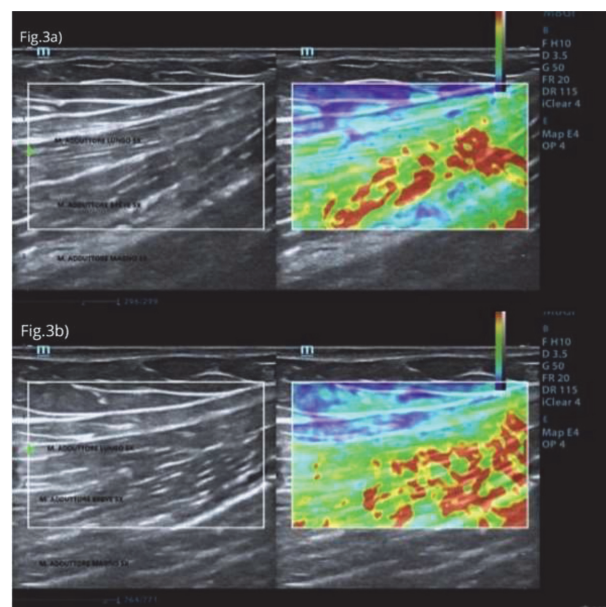 Fig.3a)
m
m
B
F H10
D 3.5
G 50
FR 20
DR 115
iClear 4
E
Map E4
OP 4
M. ADDUTTORE LUNGO SX
M. ADDUTTORE BREVE SX
M. ADDUTTORE MAGNO SX
Fig.3b)
m
m
B
F H10
D 3.5
G 50
FR 20
DR 115
iClear 4
E
Map E4
OP 4
M. ADDUTTORE LUNGO SX
M. ADDUTTORE BREVE SX
M. ADDUTTORE MAGNO SX